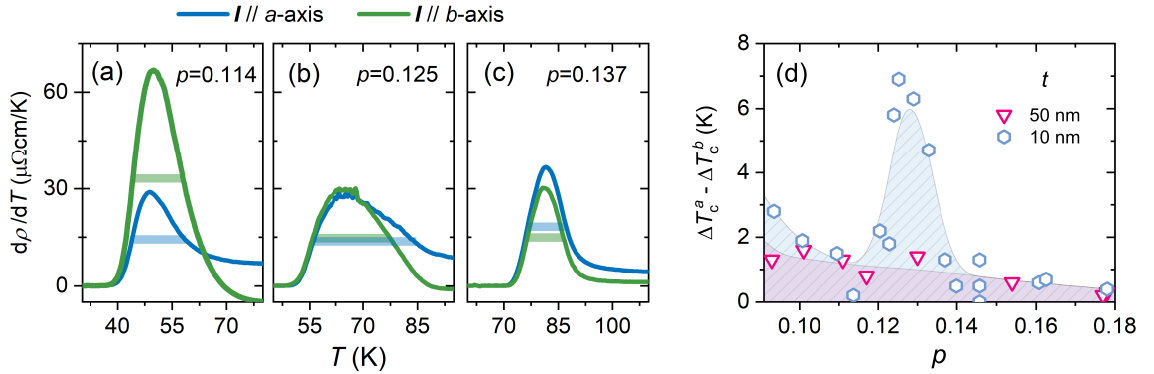 I // a-axis I // b-axis
(a) p=0.114
(b) p=0.125
(c) p=0.137
(d)
dρ/dT (μΩcm/K)
60
30
0
40 55 70
55 70 85
70 85 100
T (K)
ΔT_c^a - ΔT_c^b (K)
8
6
4
2
0
0.10 0.12 0.14 0.16 0.18
p
t
50 nm
10 nm